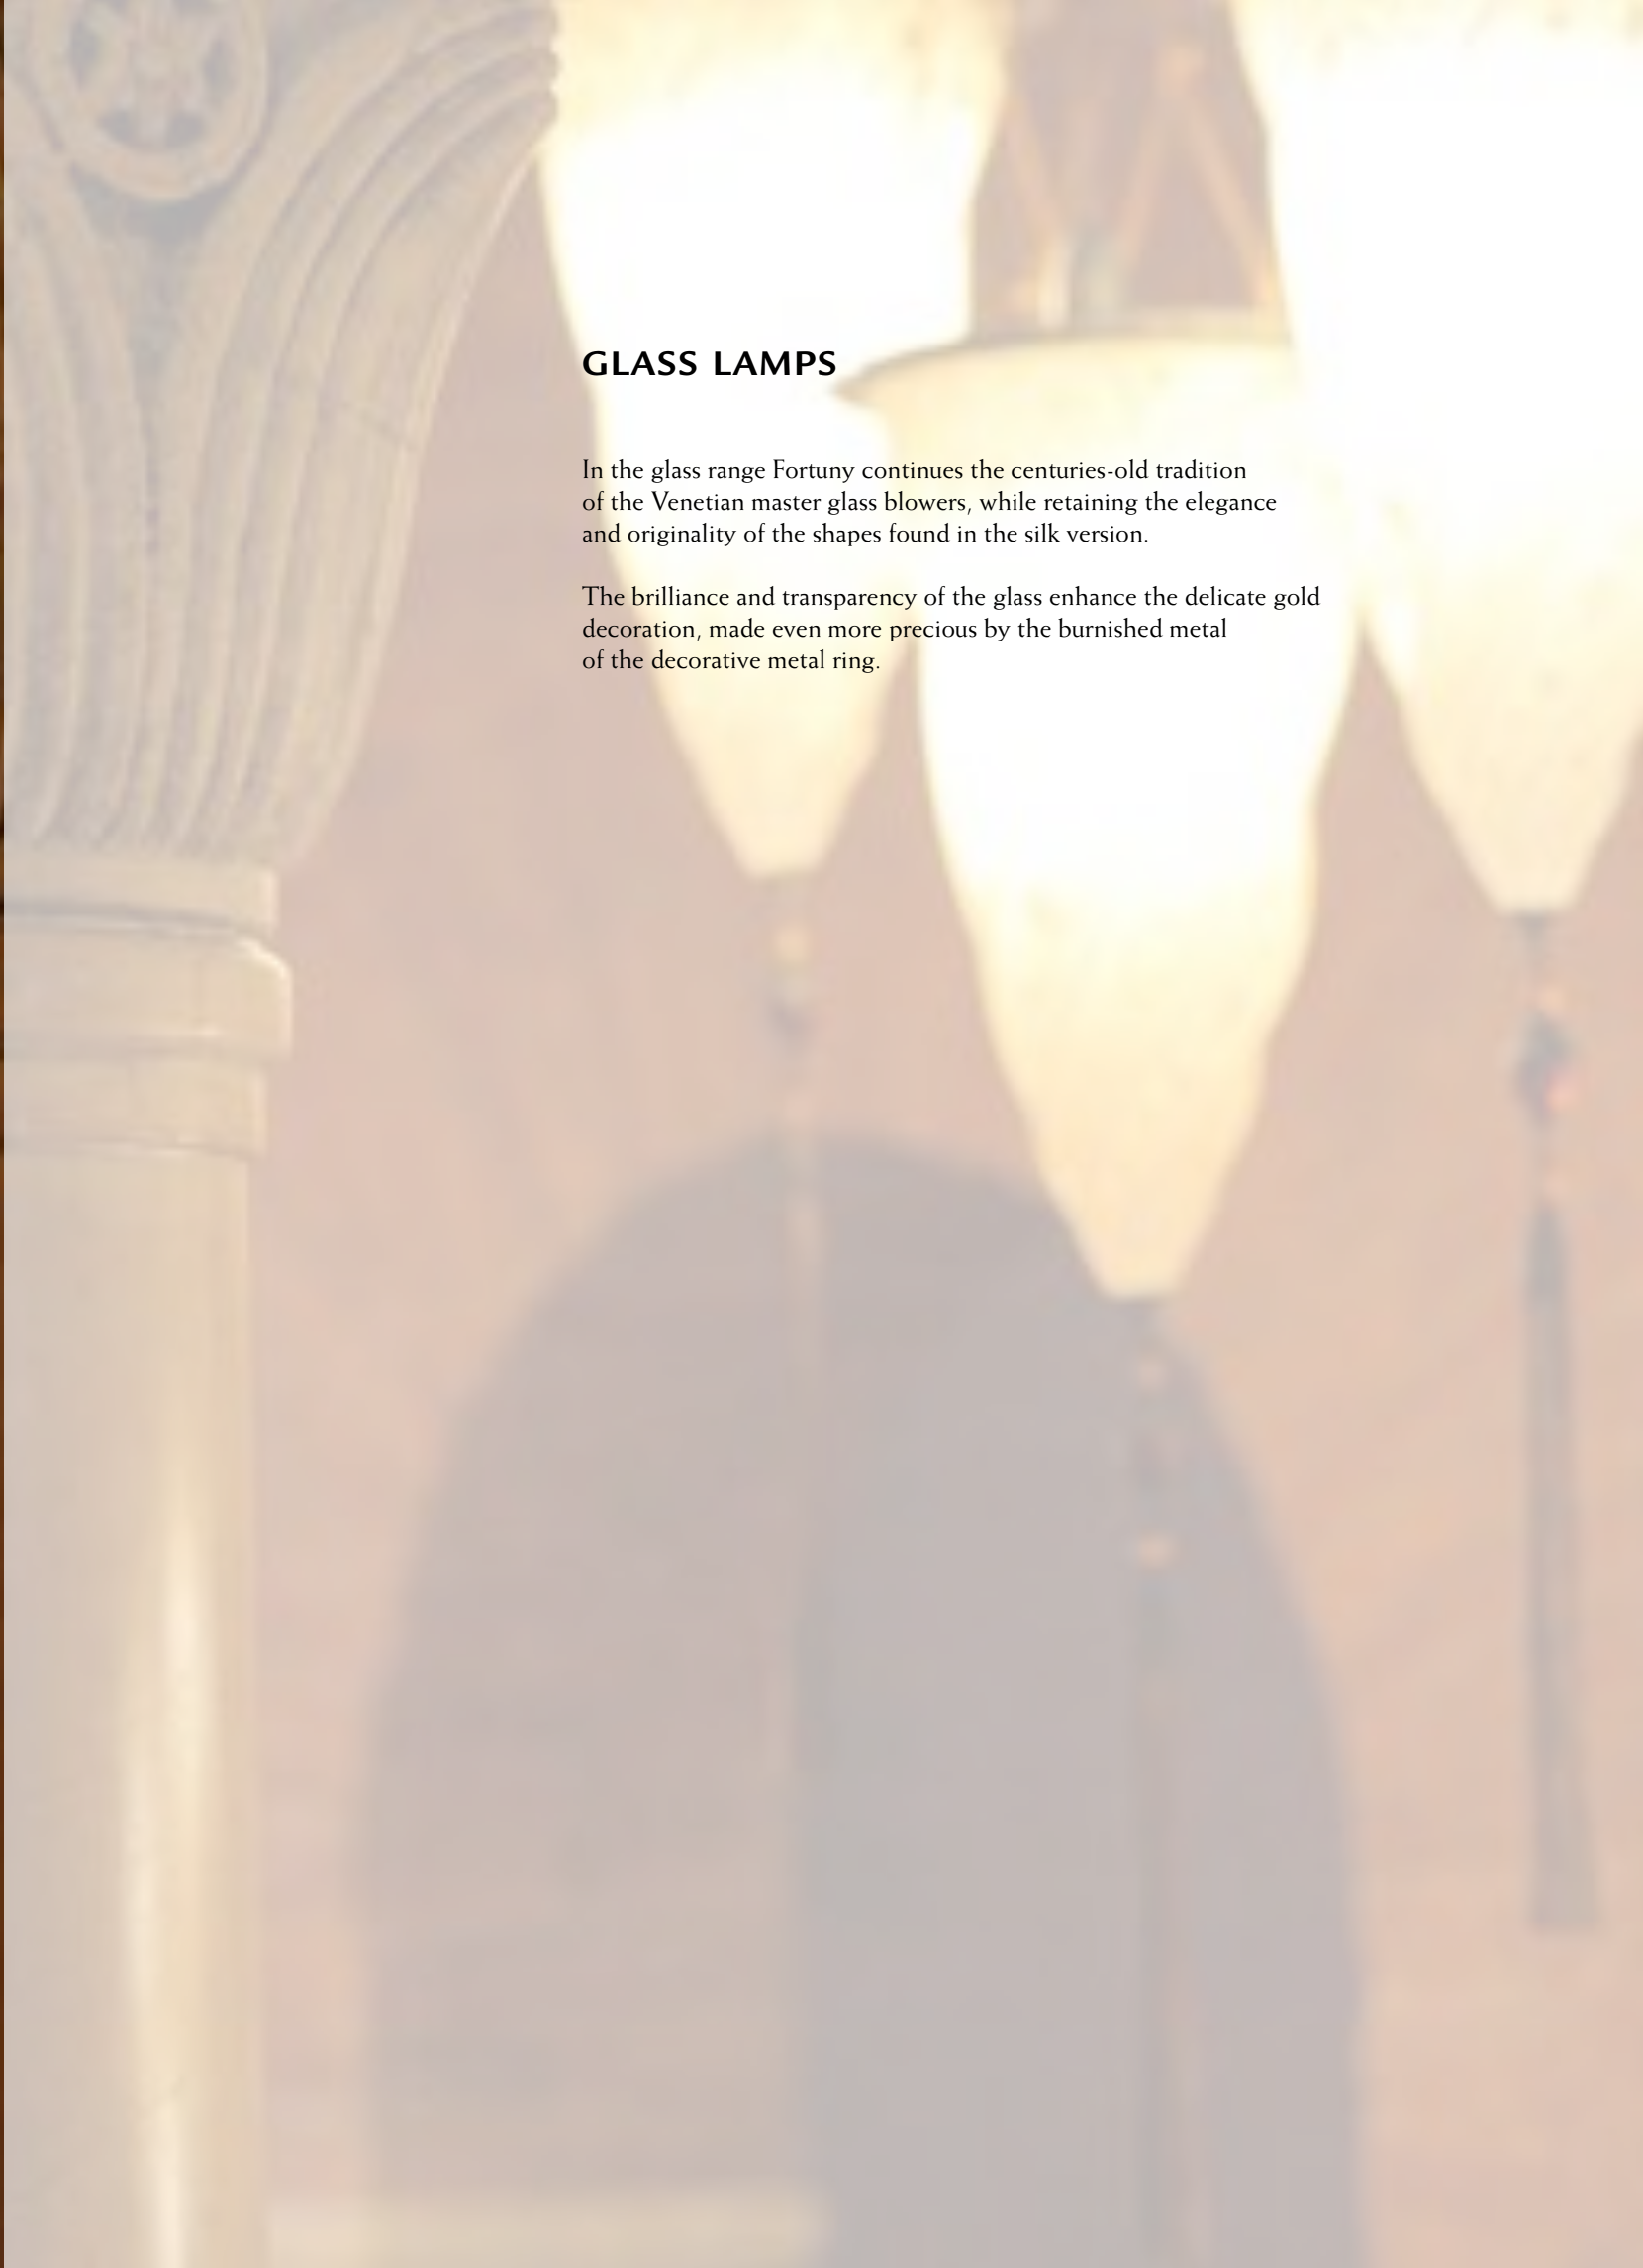 GLASS LAMPS
In the glass range Fortuny continues the centuries-old tradition
of the Venetian master glass blowers, while retaining the elegance
and originality of the shapes found in the silk version.
The brilliance and transparency of the glass enhance the delicate gold
decoration, made even more precious by the burnished metal
of the decorative metal ring.